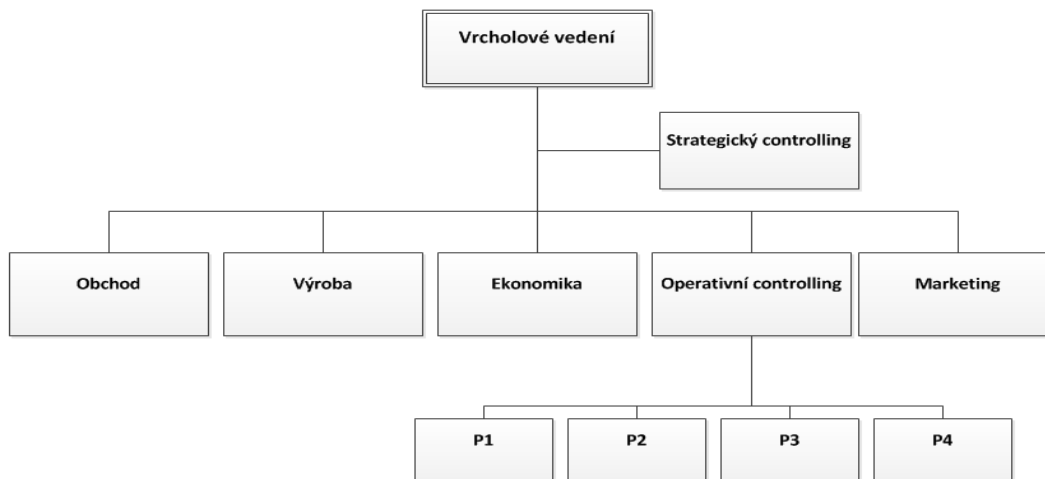 Vrcholové vedení
Strategický controlling
Obchod
Výroba
Ekonomika
Operativní controlling
Marketing
P1
P2
P3
P4